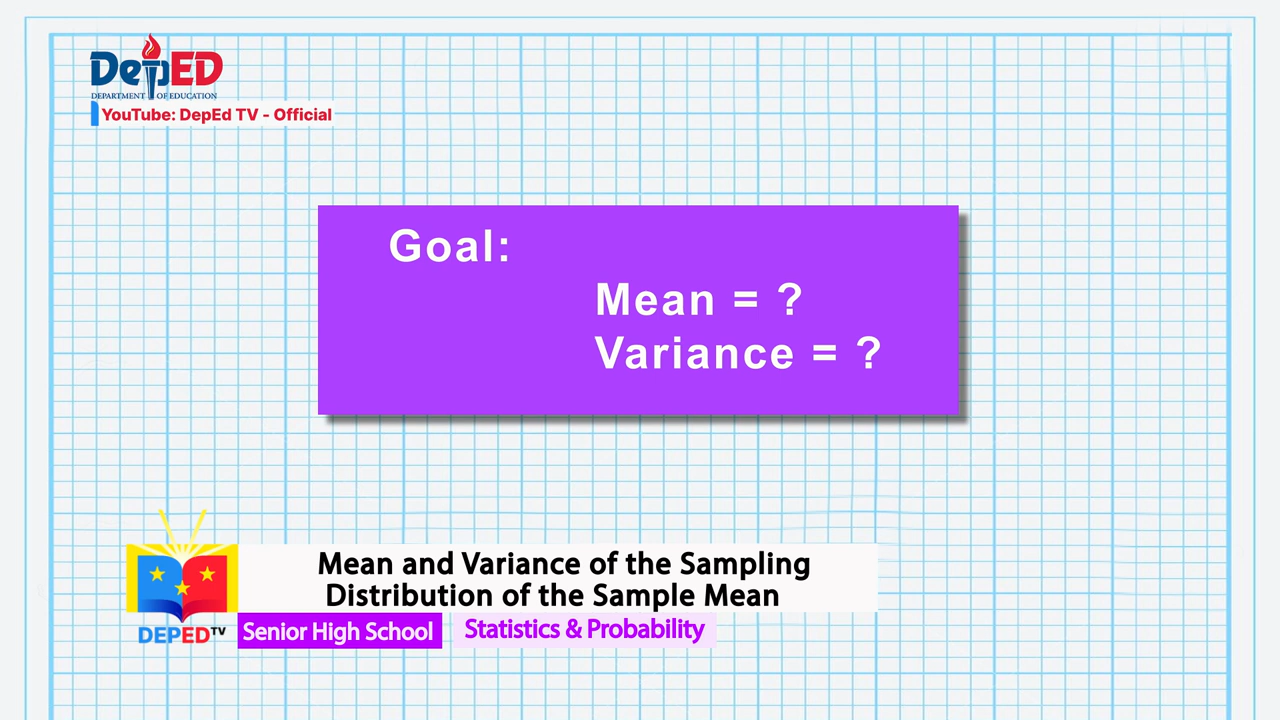 DepED
DEPARTMENT OF EDUCATION
YouTube: DepEd TV - Official
Goal:
Mean = ?
Variance = ?
Mean and Variance of the Sampling
Distribution of the Sample Mean
DEPED TV
Senior High School
Statistics & Probability